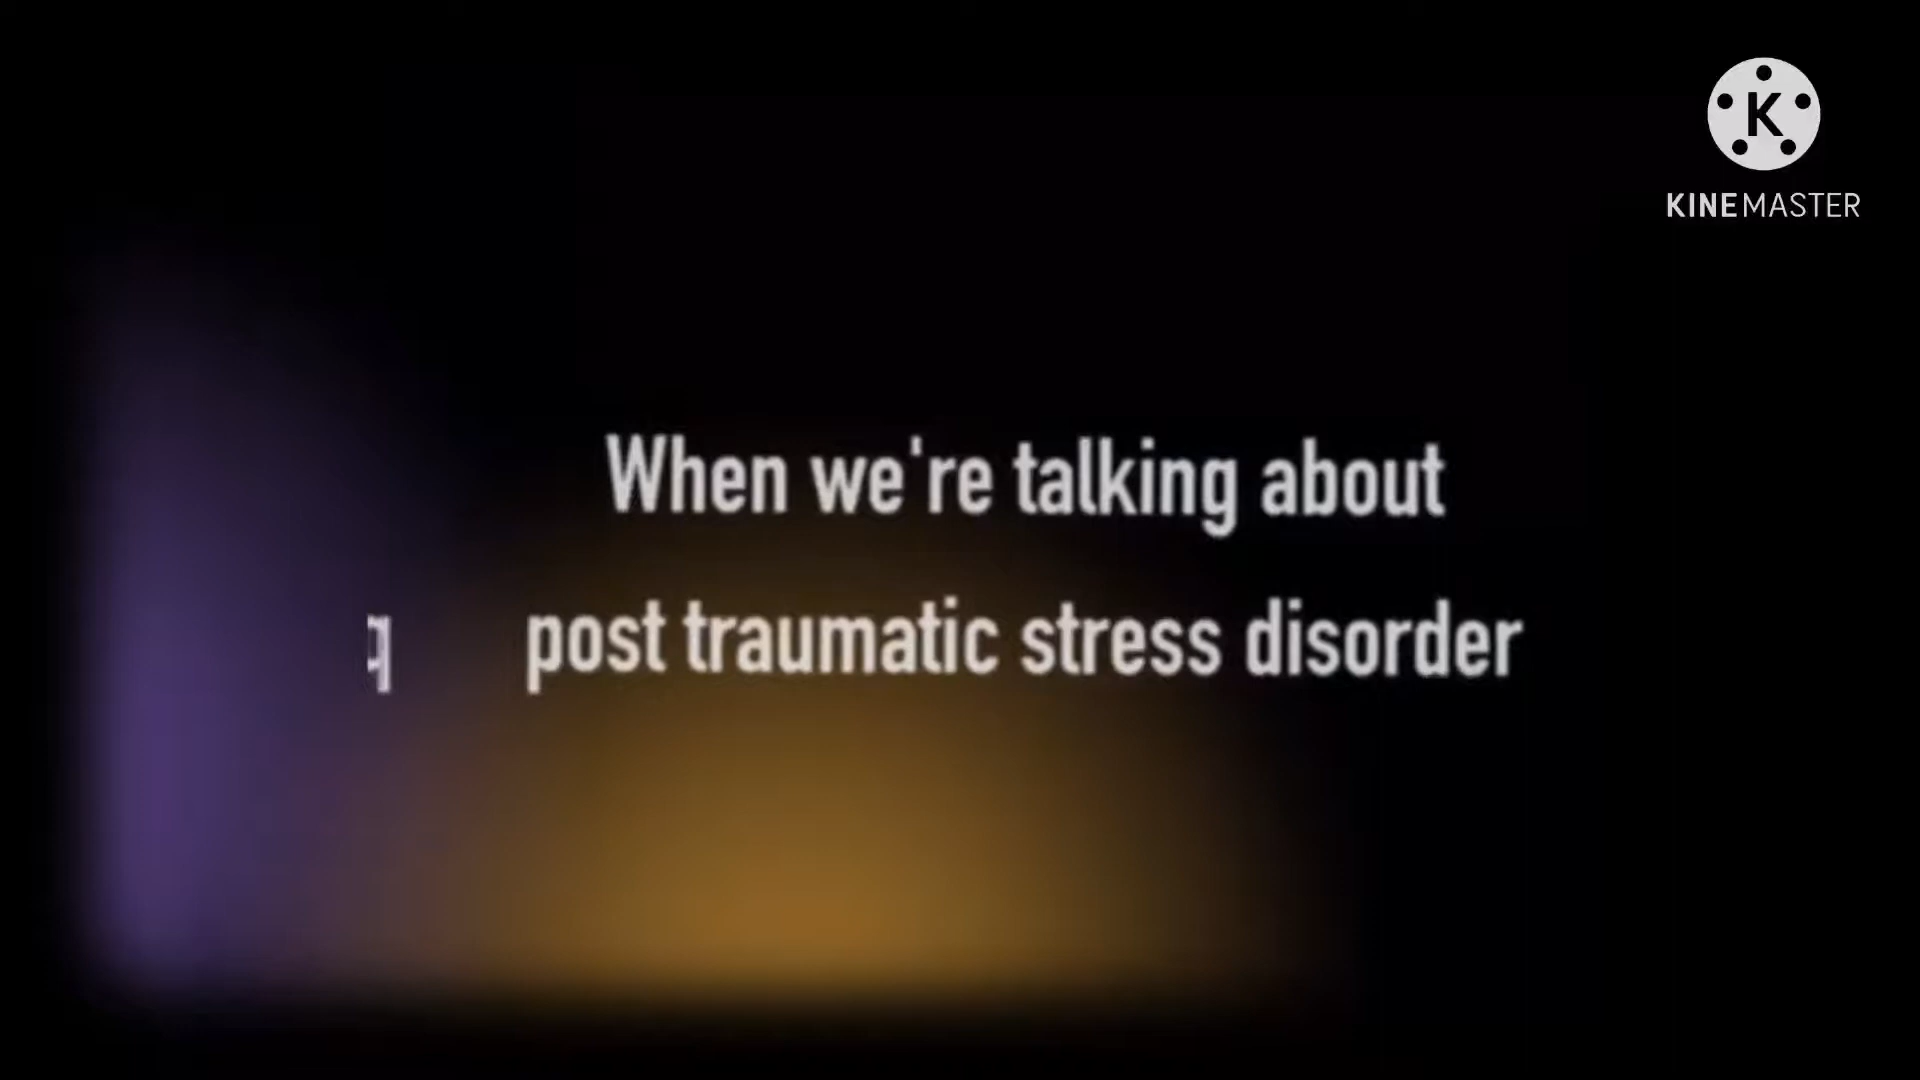 K
KINEMASTER
When we're talking about
post traumatic stress disorder